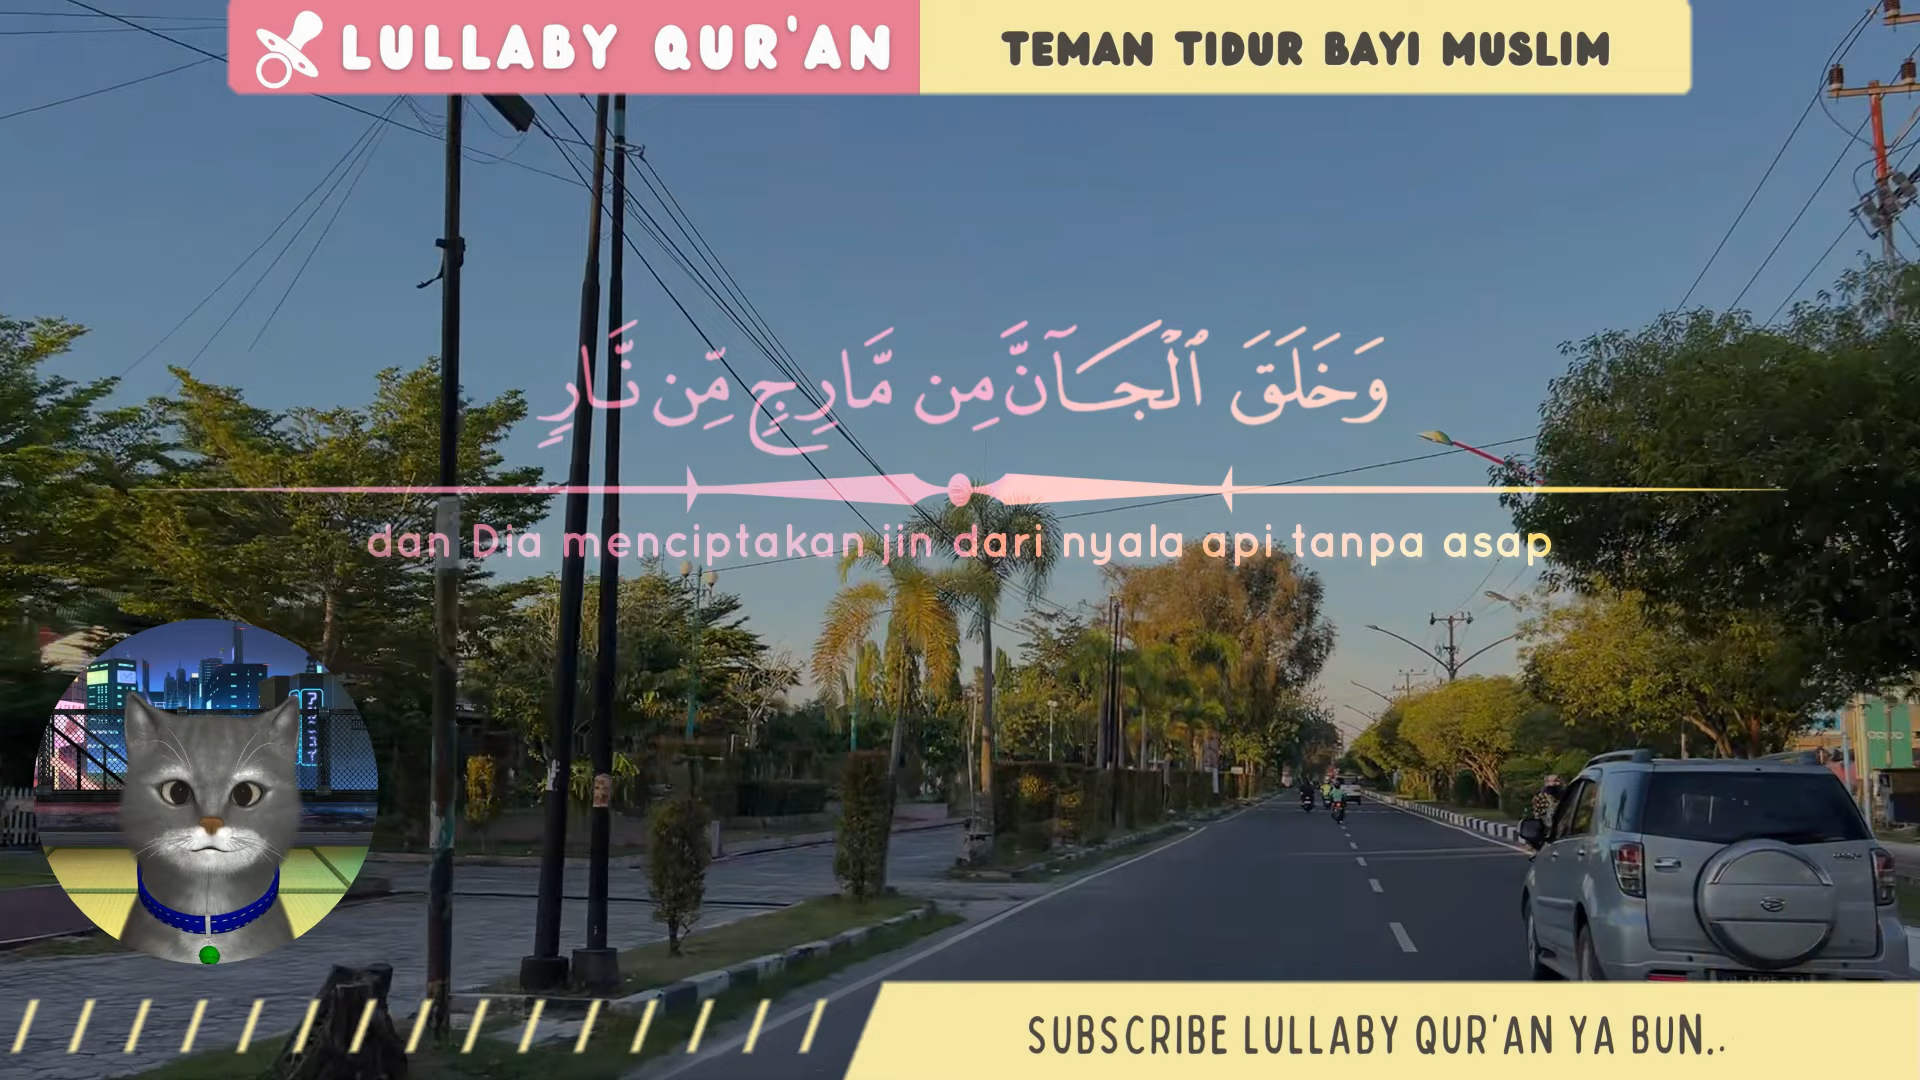 LULLABY QUR'AN
TEMAN TIDUR BAYI MUSLIM
وَخَلَقَ ٱلْجَآنَّ مِن مَّارِجٍ مِّن نَّارٍ
dan Dia menciptakan jin dari nyala api tanpa asap
oppo
SUBSCRIBE LULLABY QUR'AN YA BUN..